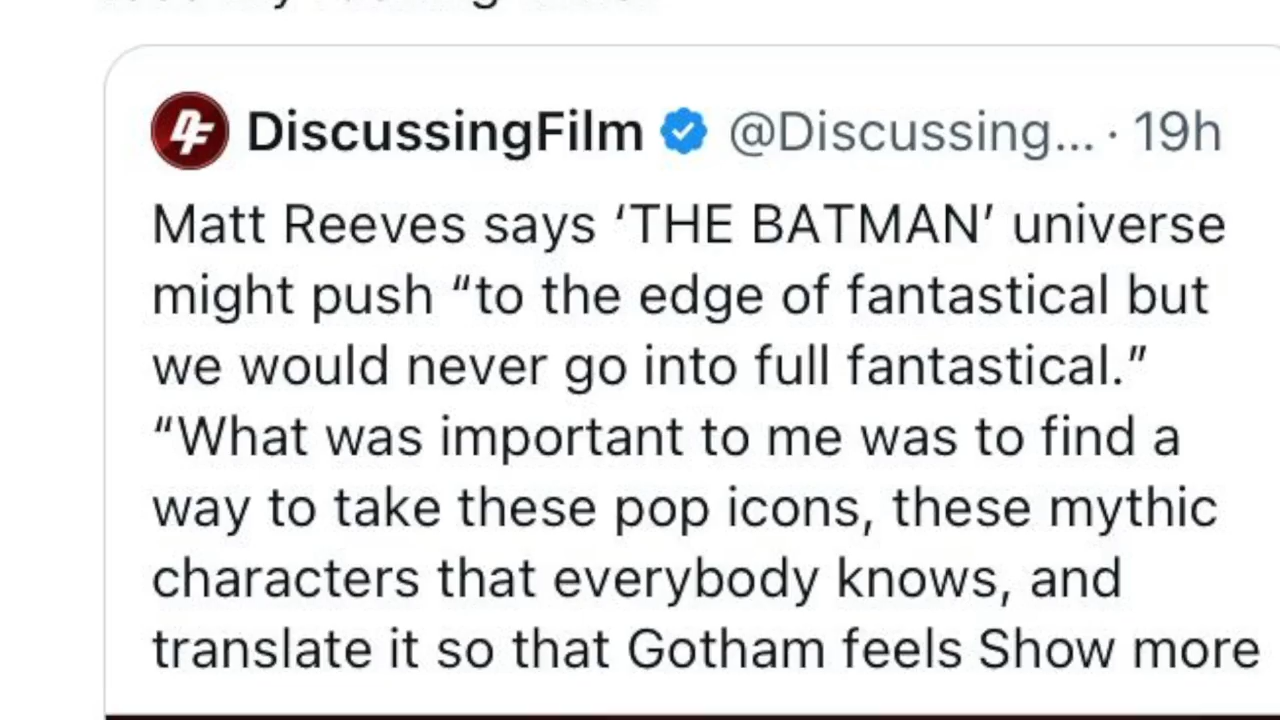 DiscussingFilm @Discussing... · 19h
Matt Reeves says ‘THE BATMAN’ universe
might push “to the edge of fantastical but
we would never go into full fantastical.”
“What was important to me was to find a
way to take these pop icons, these mythic
characters that everybody knows, and
translate it so that Gotham feels Show more